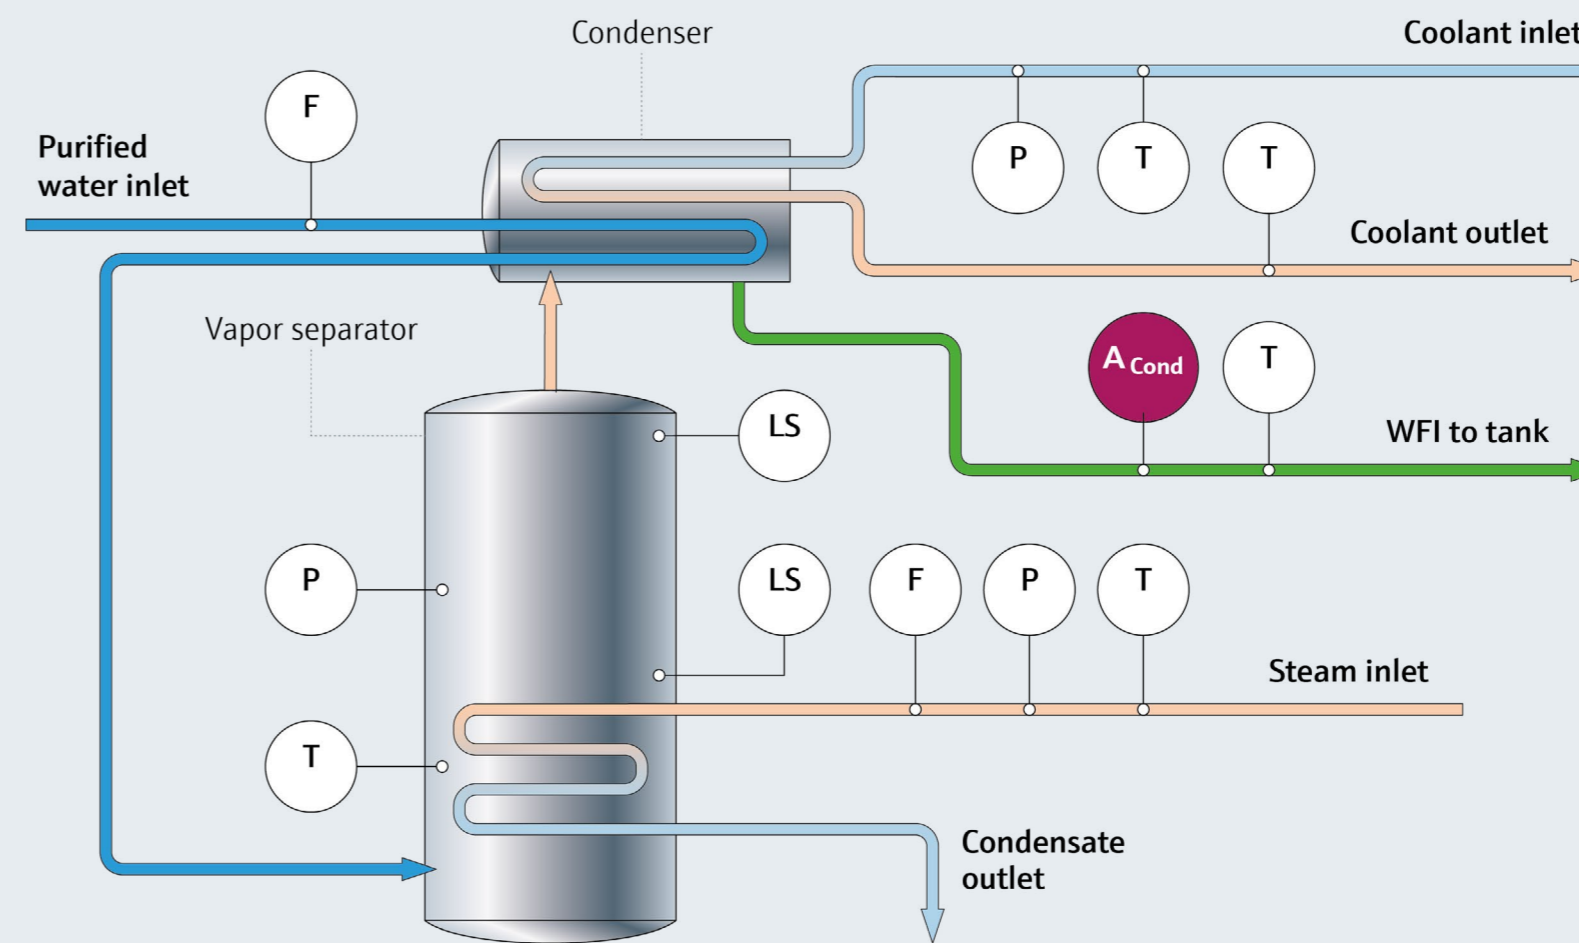 Condenser
Coolant inlet
F
Purified
water inlet
P
T
T
Coolant outlet
Vapor separator
A Cond
T
LS
WFI to tank
P
LS
F
P
T
Steam inlet
T
Condensate
outlet